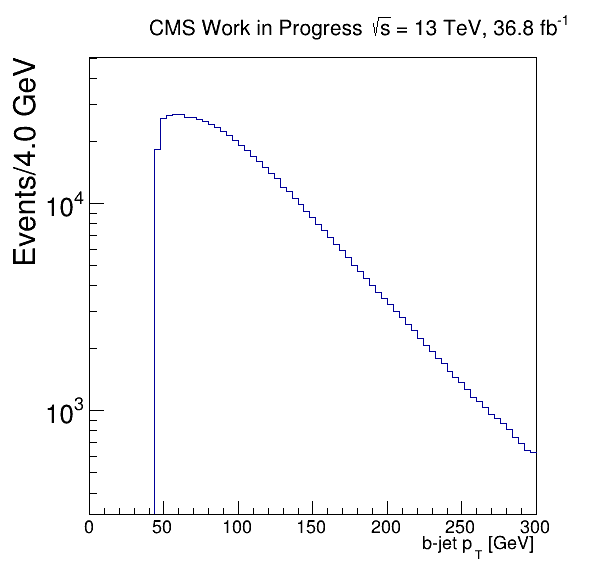 CMS Work in Progress √s = 13 TeV, 36.8 fb⁻¹
Events/4.0 GeV
10⁴
10³
0 50 100 150 200 250 300
b-jet p_T [GeV]